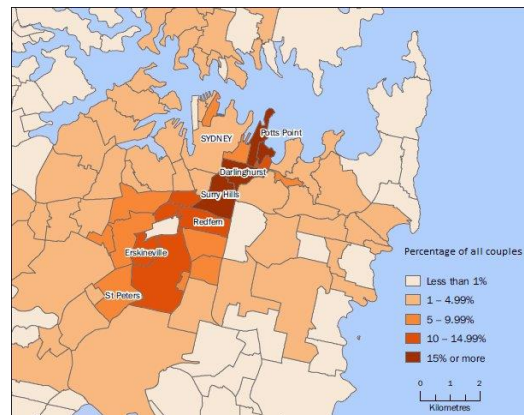 SYDNEY
Potts Point
Darlinghurst
Surry Hills
Redfern
Erskineville
St Peters
Percentage of all couples
Less than 1%
1 – 4.99%
5 – 9.99%
10 – 14.99%
15% or more
0 1 2
Kilometres